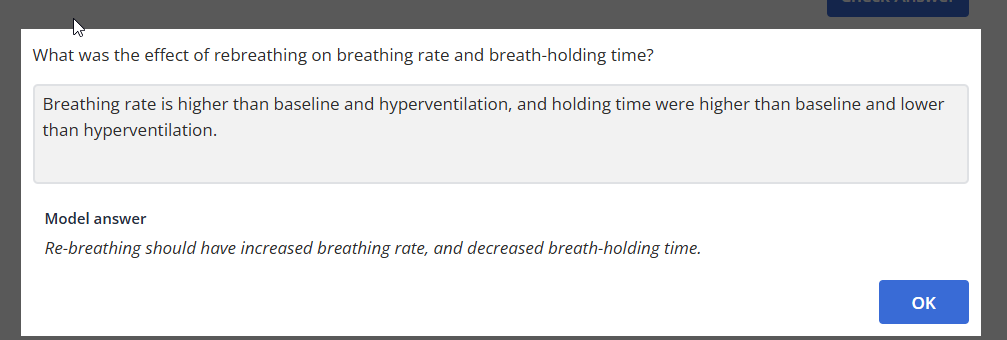 What was the effect of rebreathing on breathing rate and breath-holding time?
Breathing rate is higher than baseline and hyperventilation, and holding time were higher than baseline and lower
than hyperventilation.
Model answer
Re-breathing should have increased breathing rate, and decreased breath-holding time.
OK